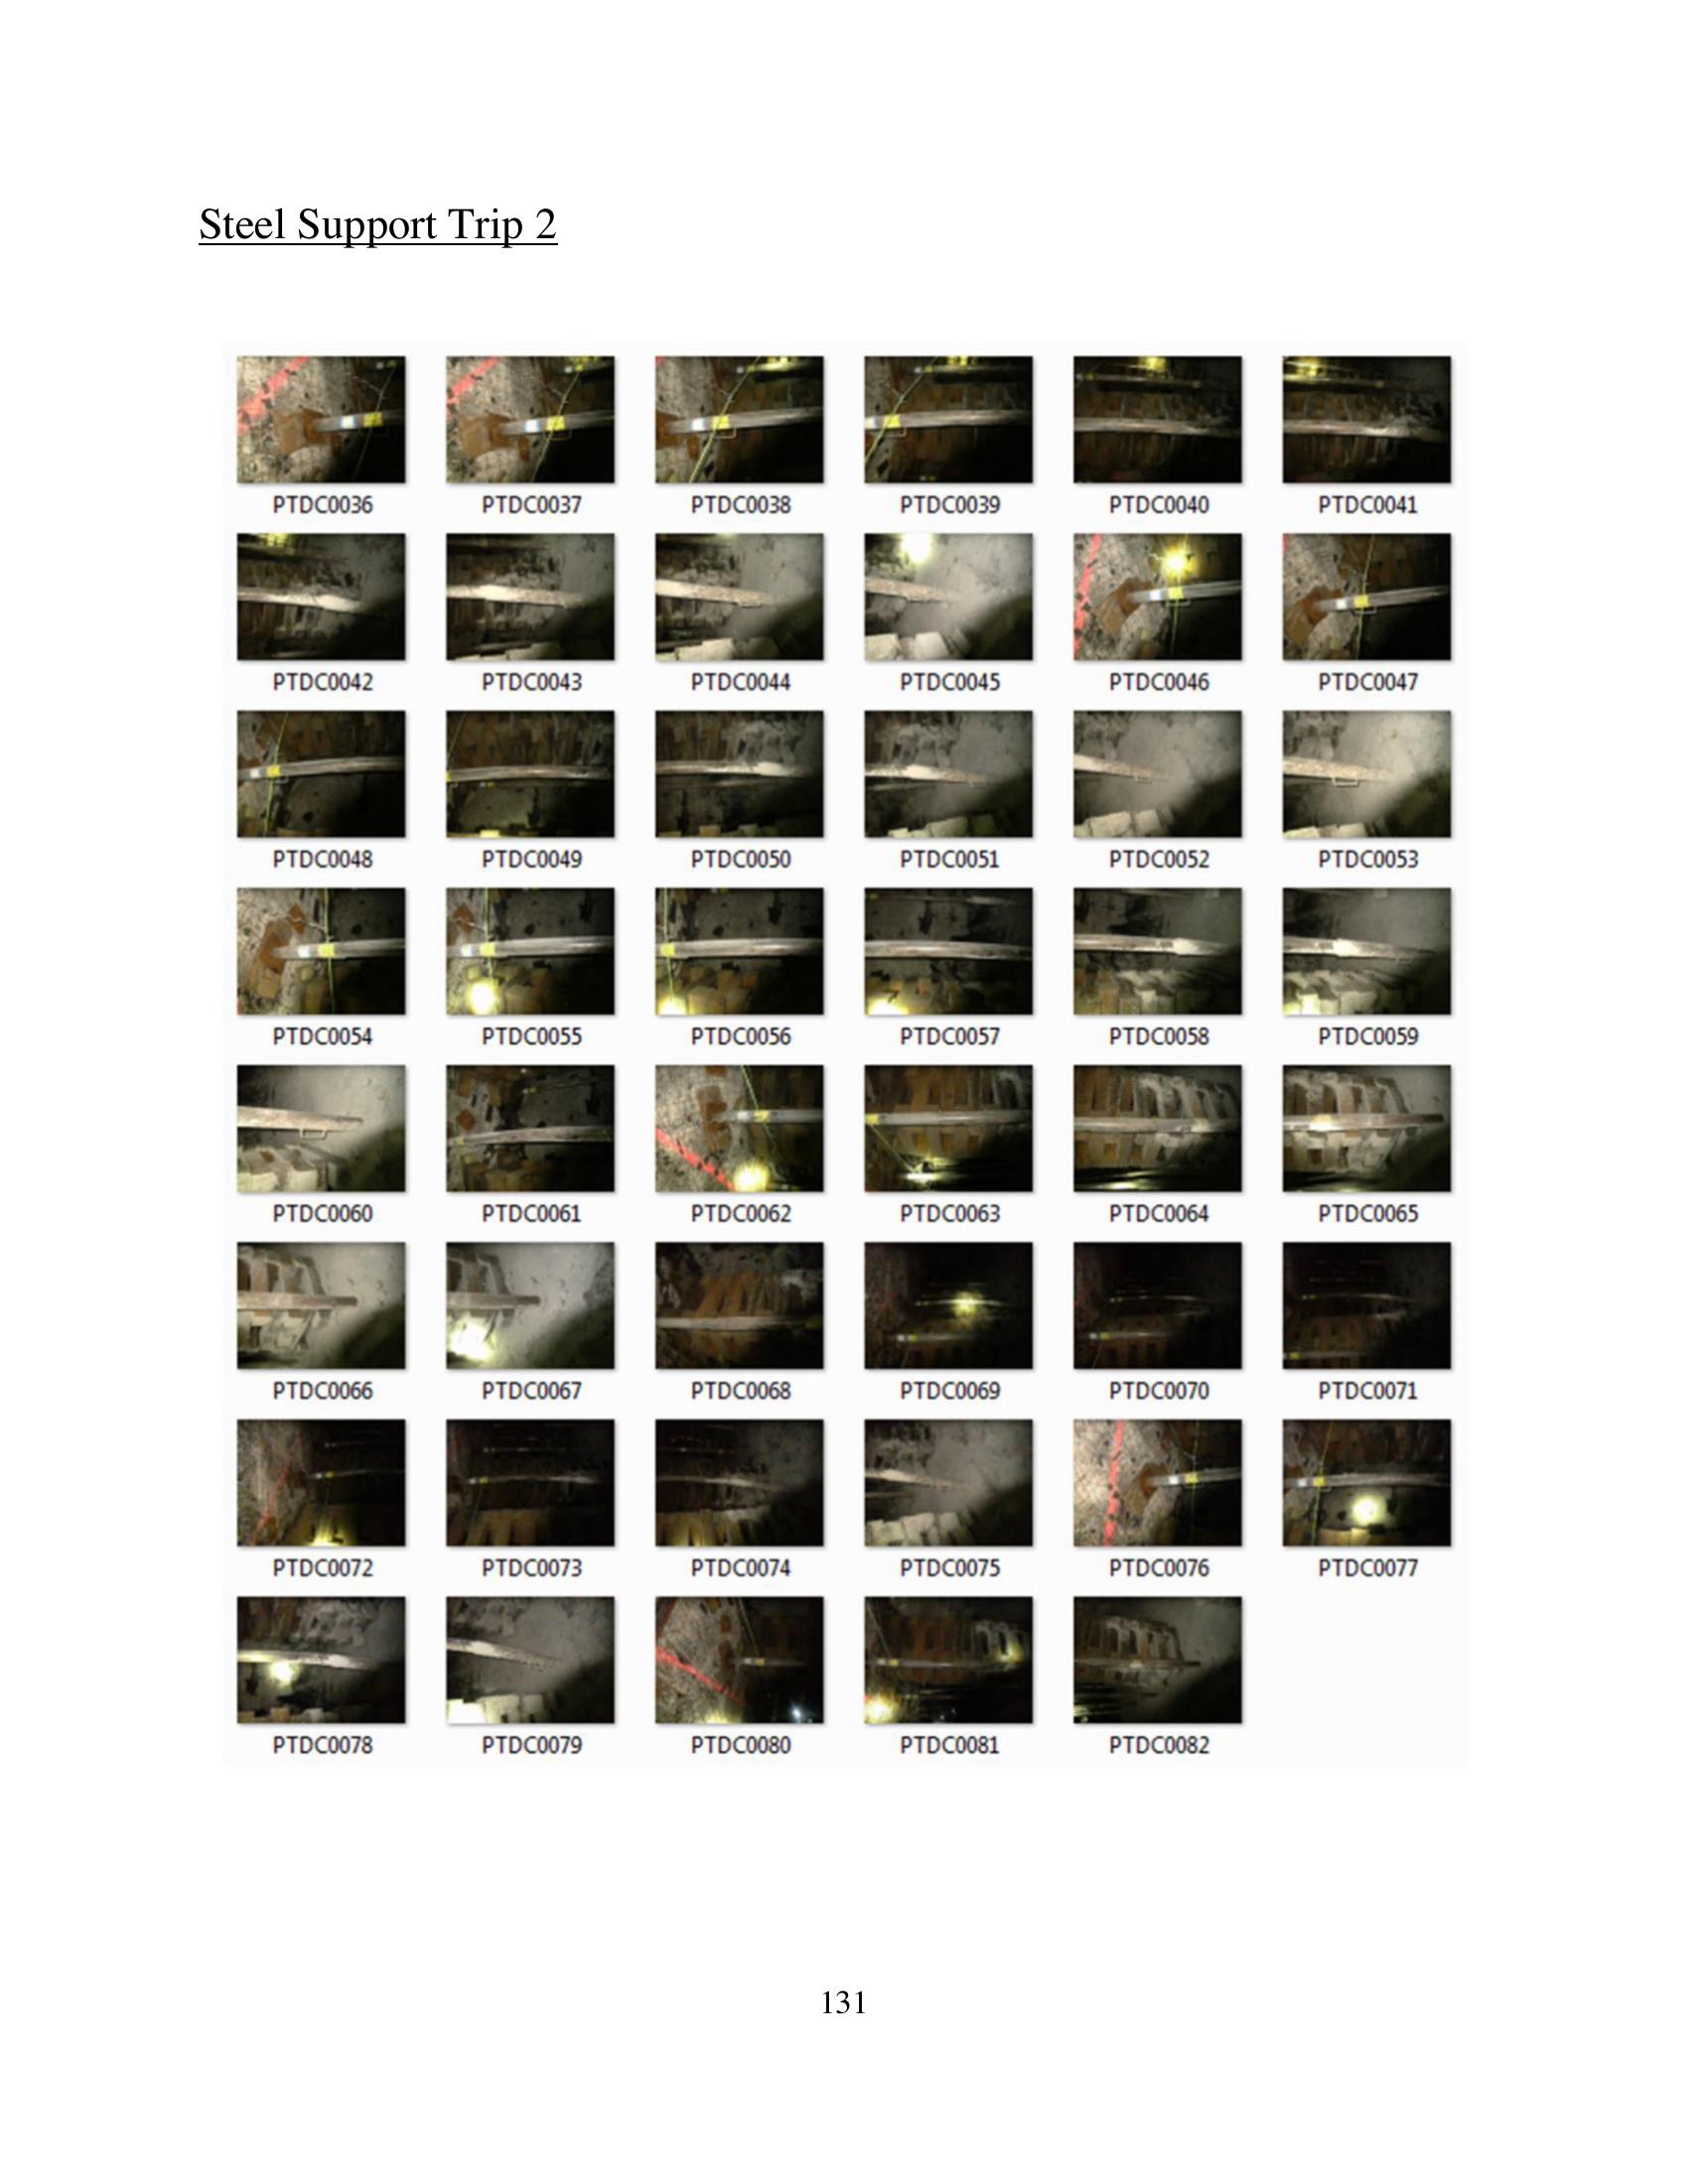 Steel Support Trip 2
PTDC0036 PTDC0037 PTDC0038 PTDC0039 PTDC0040 PTDC0041
PTDC0042 PTDC0043 PTDC0044 PTDC0045 PTDC0046 PTDC0047
PTDC0048 PTDC0049 PTDC0050 PTDC0051 PTDC0052 PTDC0053
PTDC0054 PTDC0055 PTDC0056 PTDC0057 PTDC0058 PTDC0059
PTDC0060 PTDC0061 PTDC0062 PTDC0063 PTDC0064 PTDC0065
PTDC0066 PTDC0067 PTDC0068 PTDC0069 PTDC0070 PTDC0071
PTDC0072 PTDC0073 PTDC0074 PTDC0075 PTDC0076 PTDC0077
PTDC0078 PTDC0079 PTDC0080 PTDC0081 PTDC0082
131